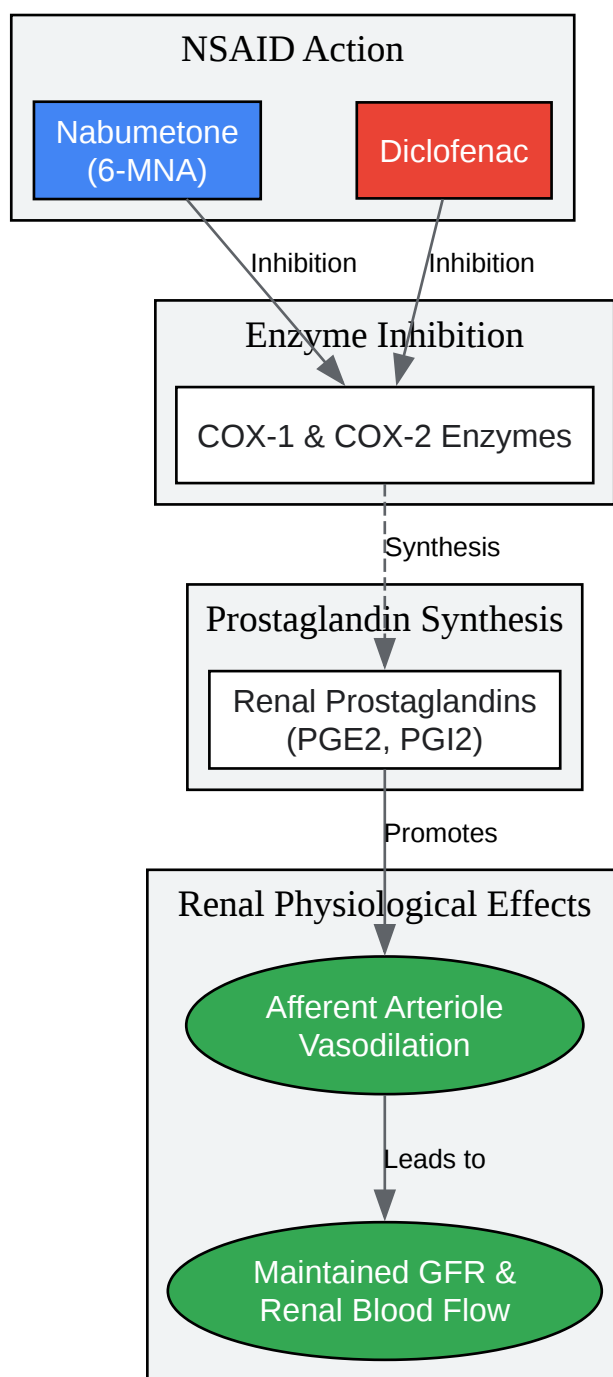 NSAID Action
Nabumetone
(6-MNA)
Diclofenac
Inhibition
Inhibition
Enzyme Inhibition
COX-1 & COX-2 Enzymes
Synthesis
Prostaglandin Synthesis
Renal Prostaglandins
(PGE2, PGI2)
Promotes
Renal Physiological Effects
Afferent Arteriole
Vasodilation
Leads to
Maintained GFR &
Renal Blood Flow